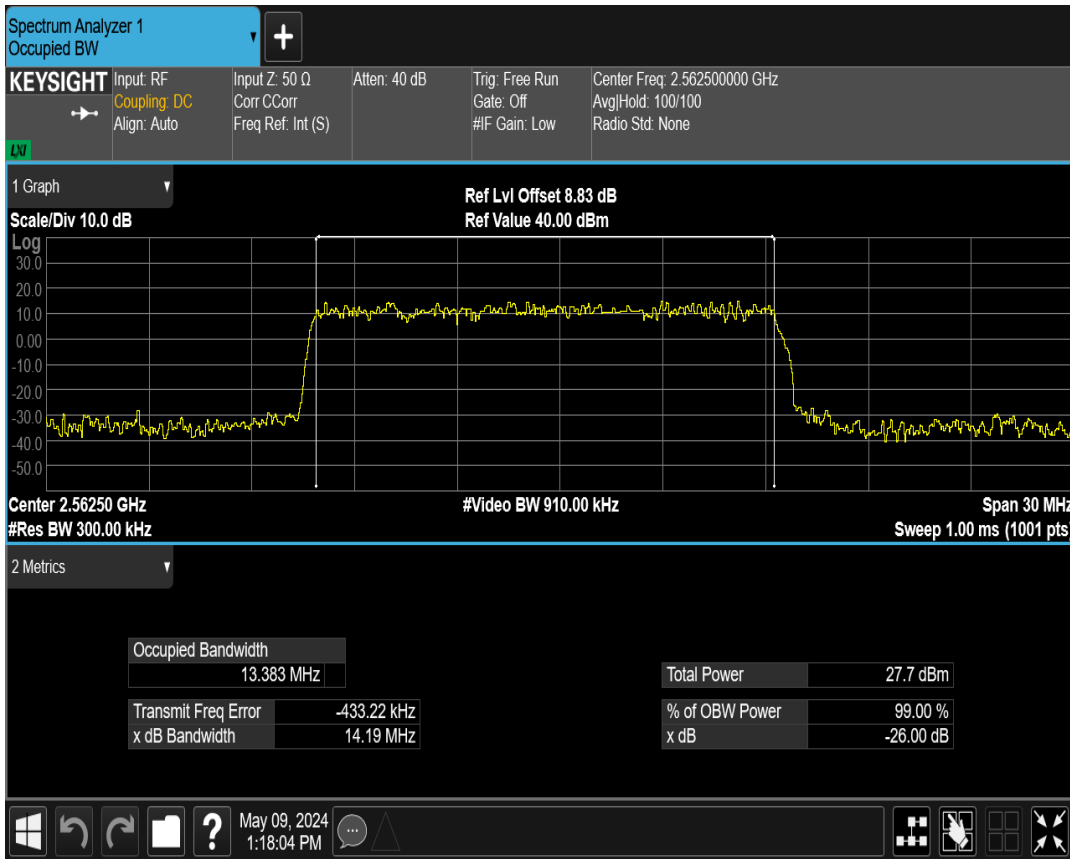 Spectrum Analyzer 1
Occupied BW
+
KEYSIGHT
LXI
Input: RF
Coupling: DC
Align: Auto
Input Z: 50 Ω
Corr CCorr
Freq Ref: Int (S)
Atten: 40 dB
Trig: Free Run
Gate: Off
#IF Gain: Low
Center Freq: 2.562500000 GHz
Avg|Hold: 100/100
Radio Std: None
1 Graph
Scale/Div 10.0 dB
Ref Lvl Offset 8.83 dB
Ref Value 40.00 dBm
Log
30.0
20.0
10.0
0.00
-10.0
-20.0
-30.0
-40.0
-50.0
Center 2.56250 GHz
#Video BW 910.00 kHz
Span 30 MHz
#Res BW 300.00 kHz
Sweep 1.00 ms (1001 pts)
2 Metrics
Occupied Bandwidth
13.383 MHz
Total Power 27.7 dBm
Transmit Freq Error -433.22 kHz
% of OBW Power 99.00 %
x dB Bandwidth 14.19 MHz
x dB -26.00 dB
?
May 09, 2024
1:18:04 PM